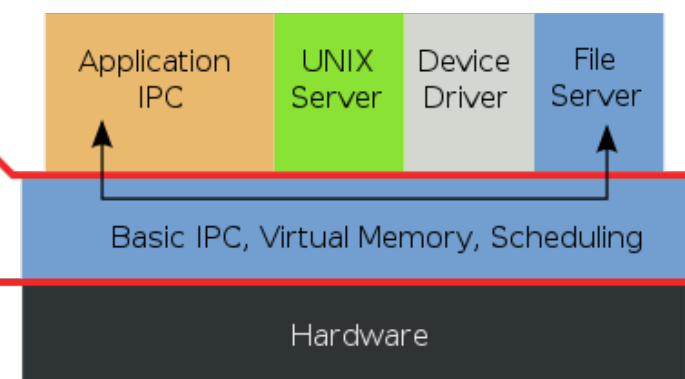 Application
IPC
UNIX
Server
Device
Driver
File
Server
Basic IPC, Virtual Memory, Scheduling
Hardware